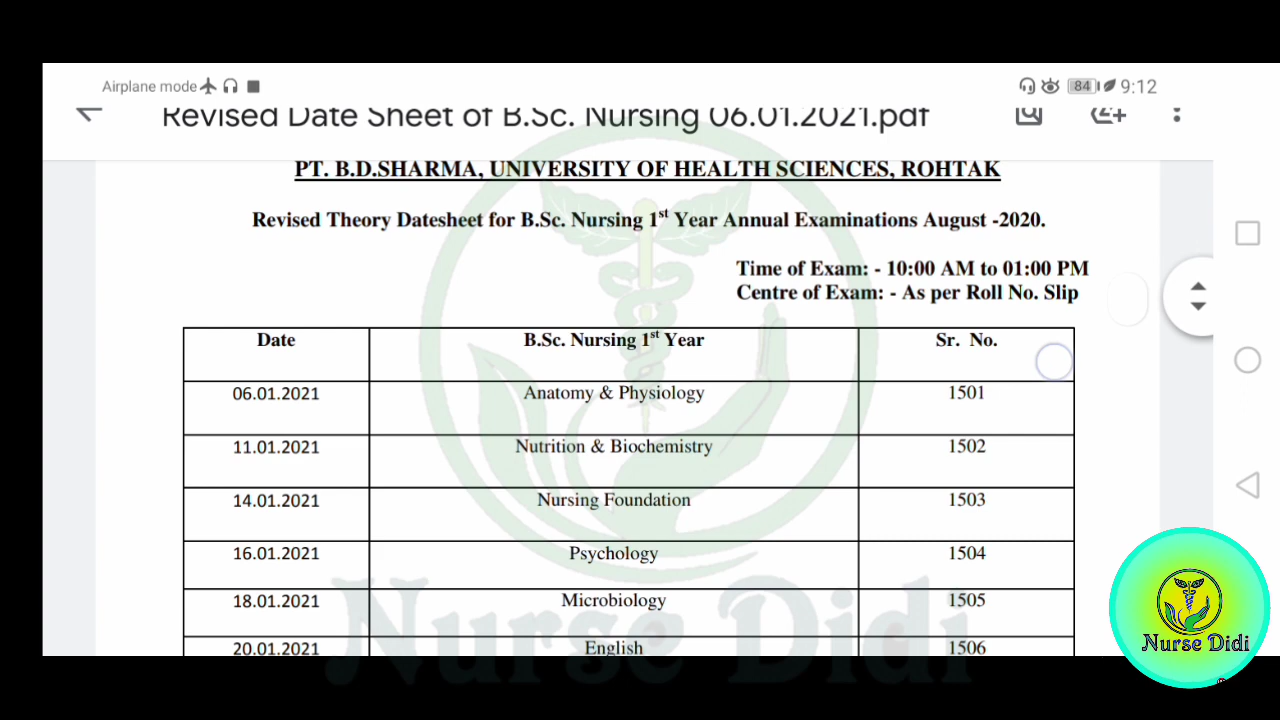 Airplane mode 84 9:12
Revised Date Sheet of B.Sc. Nursing 06.01.2021.pdf
PT. B.D.SHARMA, UNIVERSITY OF HEALTH SCIENCES, ROHTAK
Revised Theory Datesheet for B.Sc. Nursing 1st Year Annual Examinations August -2020.
Time of Exam: - 10:00 AM to 01:00 PM
Centre of Exam: - As per Roll No. Slip
Date B.Sc. Nursing 1st Year Sr. No.
06.01.2021 Anatomy & Physiology 1501
11.01.2021 Nutrition & Biochemistry 1502
14.01.2021 Nursing Foundation 1503
16.01.2021 Psychology 1504
18.01.2021 Microbiology 1505
20.01.2021 English 1506
Nurse Didi
Nurse Didi